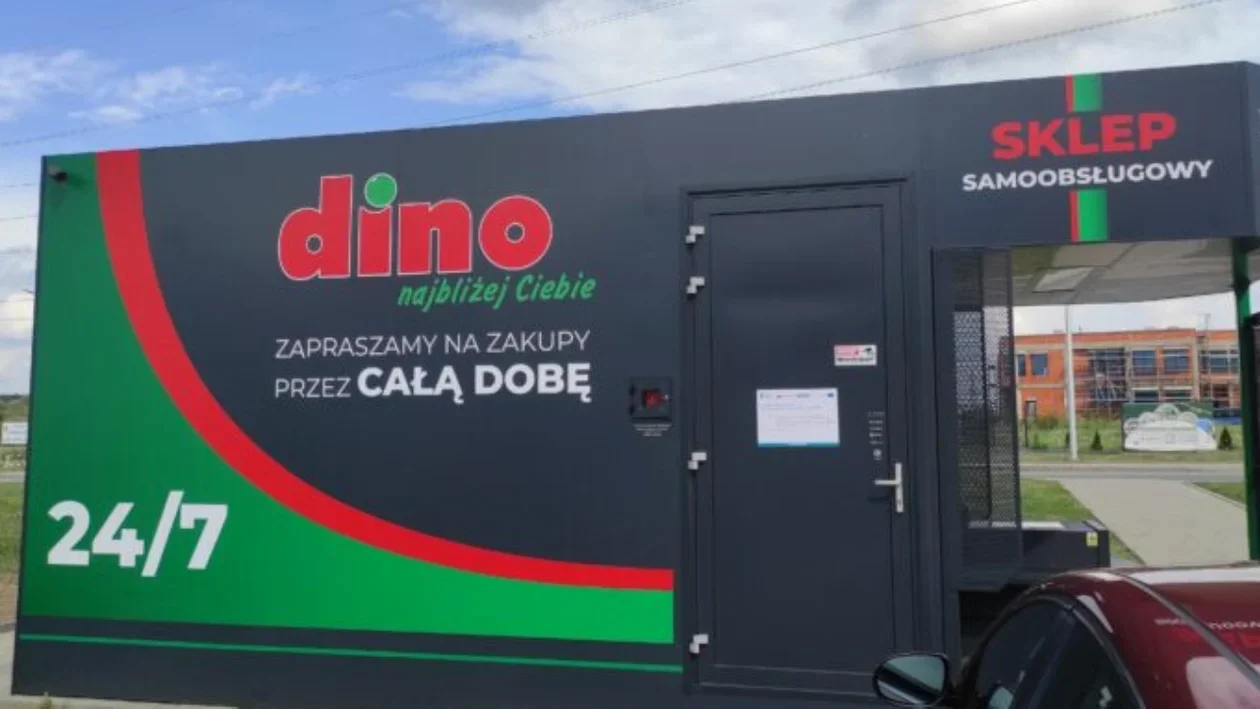 dino
najbliżej Ciebie
ZAPRASZAMY NA ZAKUPY
PRZEZ CAŁĄ DOBĘ
24/7
SKLEP
SAMOOBSŁUGOWY